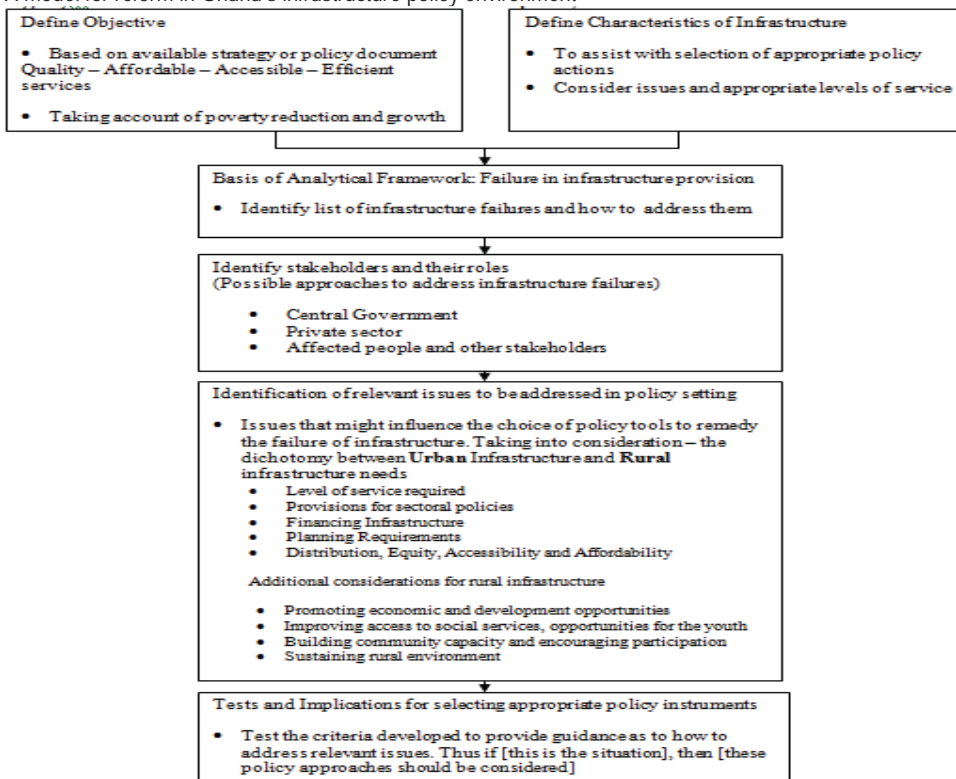 A model for reform in Ghana's infrastructure policy environment
Define Objective
• Based on available strategy or policy document
Quality – Affordable – Accessible – Efficient
services
• Taking account of poverty reduction and growth
Define Characteristics of Infrastructure
• To assist with selection of appropriate policy
actions
• Consider issues and appropriate levels of service
Basis of Analytical Framework: Failure in infrastructure provision
• Identify list of infrastructure failures and how to address them
Identify stakeholders and their roles
(Possible approaches to address infrastructure failures)
• Central Government
• Private sector
• Affected people and other stakeholders
Identification of relevant issues to be addressed in policy setting
• Issues that might influence the choice of policy tools to remedy
the failure of infrastructure. Taking into consideration – the
dichotomy between Urban Infrastructure and Rural
infrastructure needs
• Level of service required
• Provisions for sectoral policies
• Financing Infrastructure
• Planning Requirements
• Distribution, Equity, Accessibility and Affordability
Additional considerations for rural infrastructure
• Promoting economic and development opportunities
• Improving access to social services, opportunities for the youth
• Building community capacity and encouraging participation
• Sustaining rural environment
Tests and Implications for selecting appropriate policy instruments
• Test the criteria developed to provide guidance as to how to
address relevant issues. Thus if [this is the situation], then [these
policy approaches should be considered]